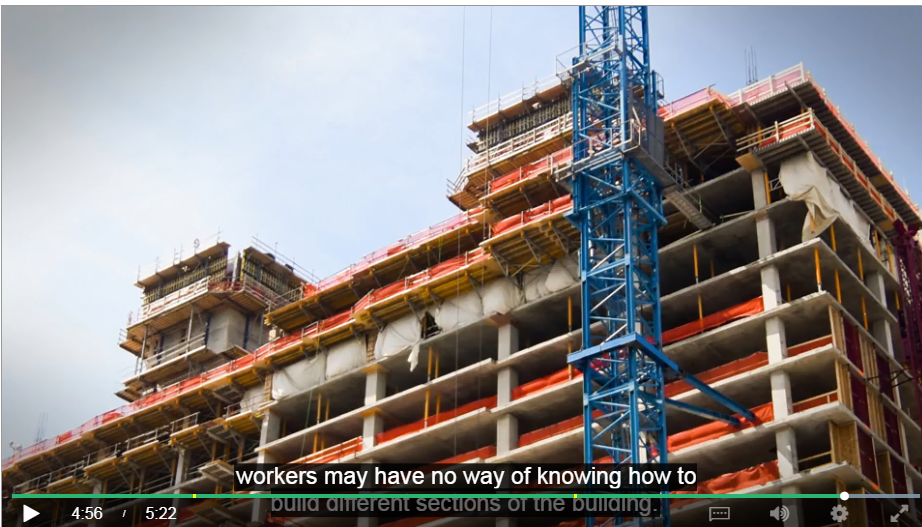 workers may have no way of knowing how to
build different sections of the building.
4:56 / 5:22